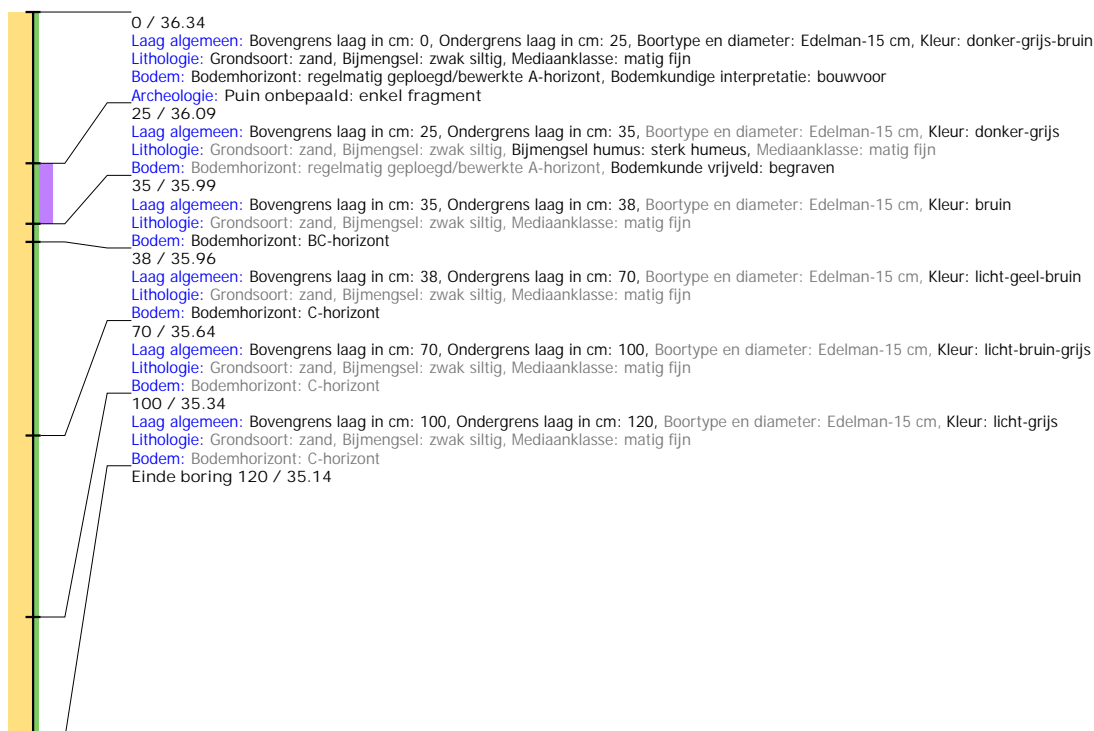 0 / 36.34
Laag algemeen: Bovengrens laag in cm: 0, Ondergrens laag in cm: 25, Boortype en diameter: Edelman-15 cm, Kleur: donker-grijs-bruin
Lithologie: Grondsoort: zand, Bijmengsel: zwak siltig, Mediaanklasse: matig fijn
Bodem: Bodemhorizont: regelmatig geploegd/bewerkte A-horizont, Bodemkundige interpretatie: bouwvoor
Archeologie: Puin onbepaald: enkel fragment
25 / 36.09
Laag algemeen: Bovengrens laag in cm: 25, Ondergrens laag in cm: 35, Boortype en diameter: Edelman-15 cm, Kleur: donker-grijs
Lithologie: Grondsoort: zand, Bijmengsel: zwak siltig, Bijmengsel humus: sterk humeus, Mediaanklasse: matig fijn
Bodem: Bodemhorizont: regelmatig geploegd/bewerkte A-horizont, Bodemkunde vrijveld: begraven
35 / 35.99
Laag algemeen: Bovengrens laag in cm: 35, Ondergrens laag in cm: 38, Boortype en diameter: Edelman-15 cm, Kleur: bruin
Lithologie: Grondsoort: zand, Bijmengsel: zwak siltig, Mediaanklasse: matig fijn
Bodem: Bodemhorizont: BC-horizont
38 / 35.96
Laag algemeen: Bovengrens laag in cm: 38, Ondergrens laag in cm: 70, Boortype en diameter: Edelman-15 cm, Kleur: licht-geel-bruin
Lithologie: Grondsoort: zand, Bijmengsel: zwak siltig, Mediaanklasse: matig fijn
Bodem: Bodemhorizont: C-horizont
70 / 35.64
Laag algemeen: Bovengrens laag in cm: 70, Ondergrens laag in cm: 100, Boortype en diameter: Edelman-15 cm, Kleur: licht-bruin-grijs
Lithologie: Grondsoort: zand, Bijmengsel: zwak siltig, Mediaanklasse: matig fijn
Bodem: Bodemhorizont: C-horizont
100 / 35.34
Laag algemeen: Bovengrens laag in cm: 100, Ondergrens laag in cm: 120, Boortype en diameter: Edelman-15 cm, Kleur: licht-grijs
Lithologie: Grondsoort: zand, Bijmengsel: zwak siltig, Mediaanklasse: matig fijn
Bodem: Bodemhorizont: C-horizont
Einde boring 120 / 35.14